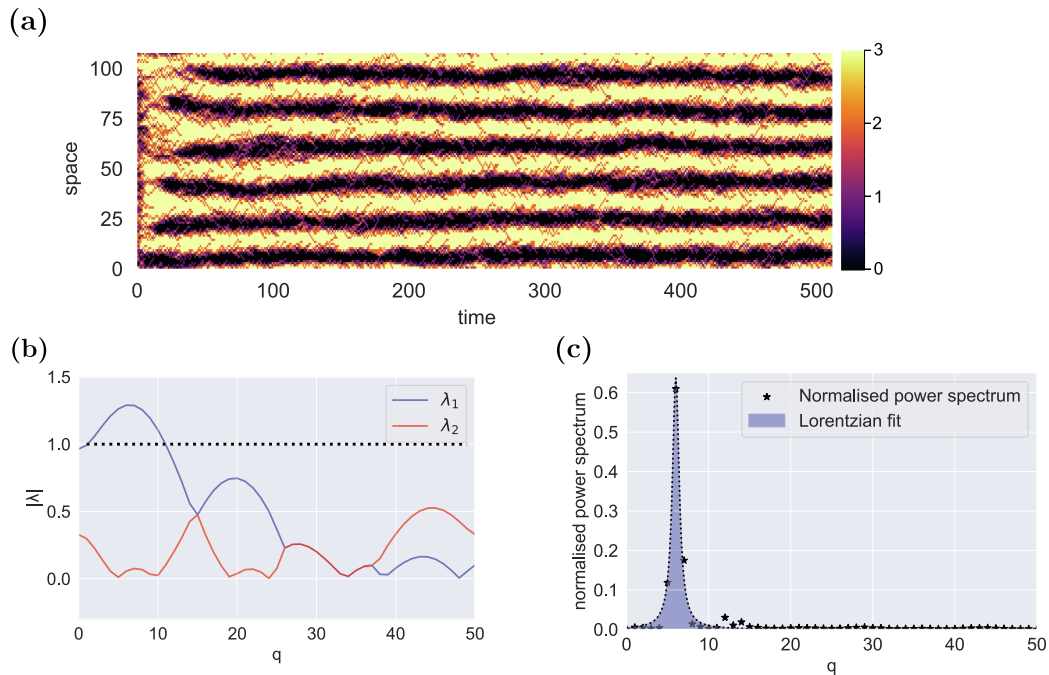 (a)
100
75
50
25
0
space
0 100 200 300 400 500
time
3
2
1
0
(b)
1.5
1.0
0.5
0.0
|λ|
λ1
λ2
0 10 20 30 40 50
q
(c)
0.6
0.5
0.4
0.3
0.2
0.1
0.0
normalised power spectrum
Normalised power spectrum
Lorentzian fit
0 10 20 30 40 50
q